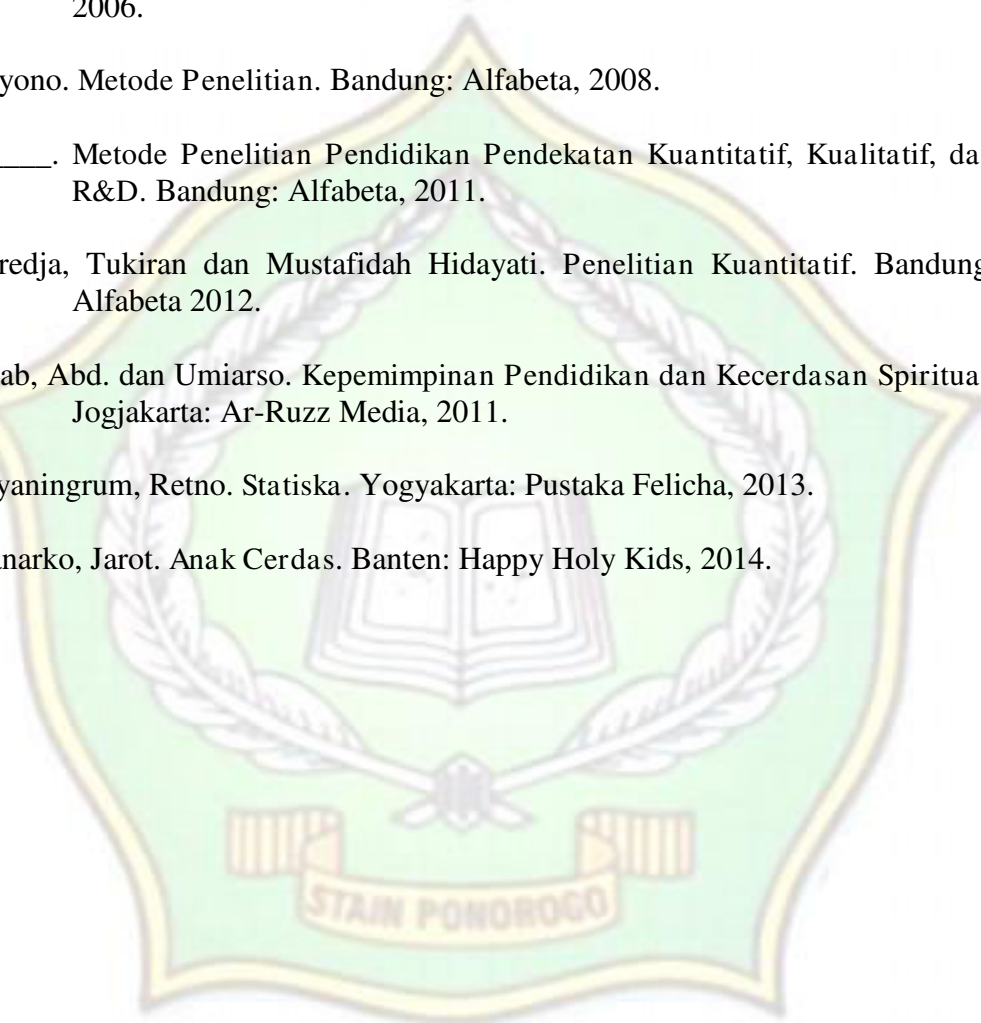 2006.
yono. Metode Penelitian. Bandung: Alfabeta, 2008.
____. Metode Penelitian Pendidikan Pendekatan Kuantitatif, Kualitatif, da
R&D. Bandung: Alfabeta, 2011.
redja, Tukiran dan Mustafidah Hidayati. Penelitian Kuantitatif. Bandung
Alfabeta 2012.
ab, Abd. dan Umiarso. Kepemimpinan Pendidikan dan Kecerdasan Spiritua
Jogjakarta: Ar-Ruzz Media, 2011.
yaningrum, Retno. Statiska. Yogyakarta: Pustaka Felicha, 2013.
anarko, Jarot. Anak Cerdas. Banten: Happy Holy Kids, 2014.
STAIN PONOROGO